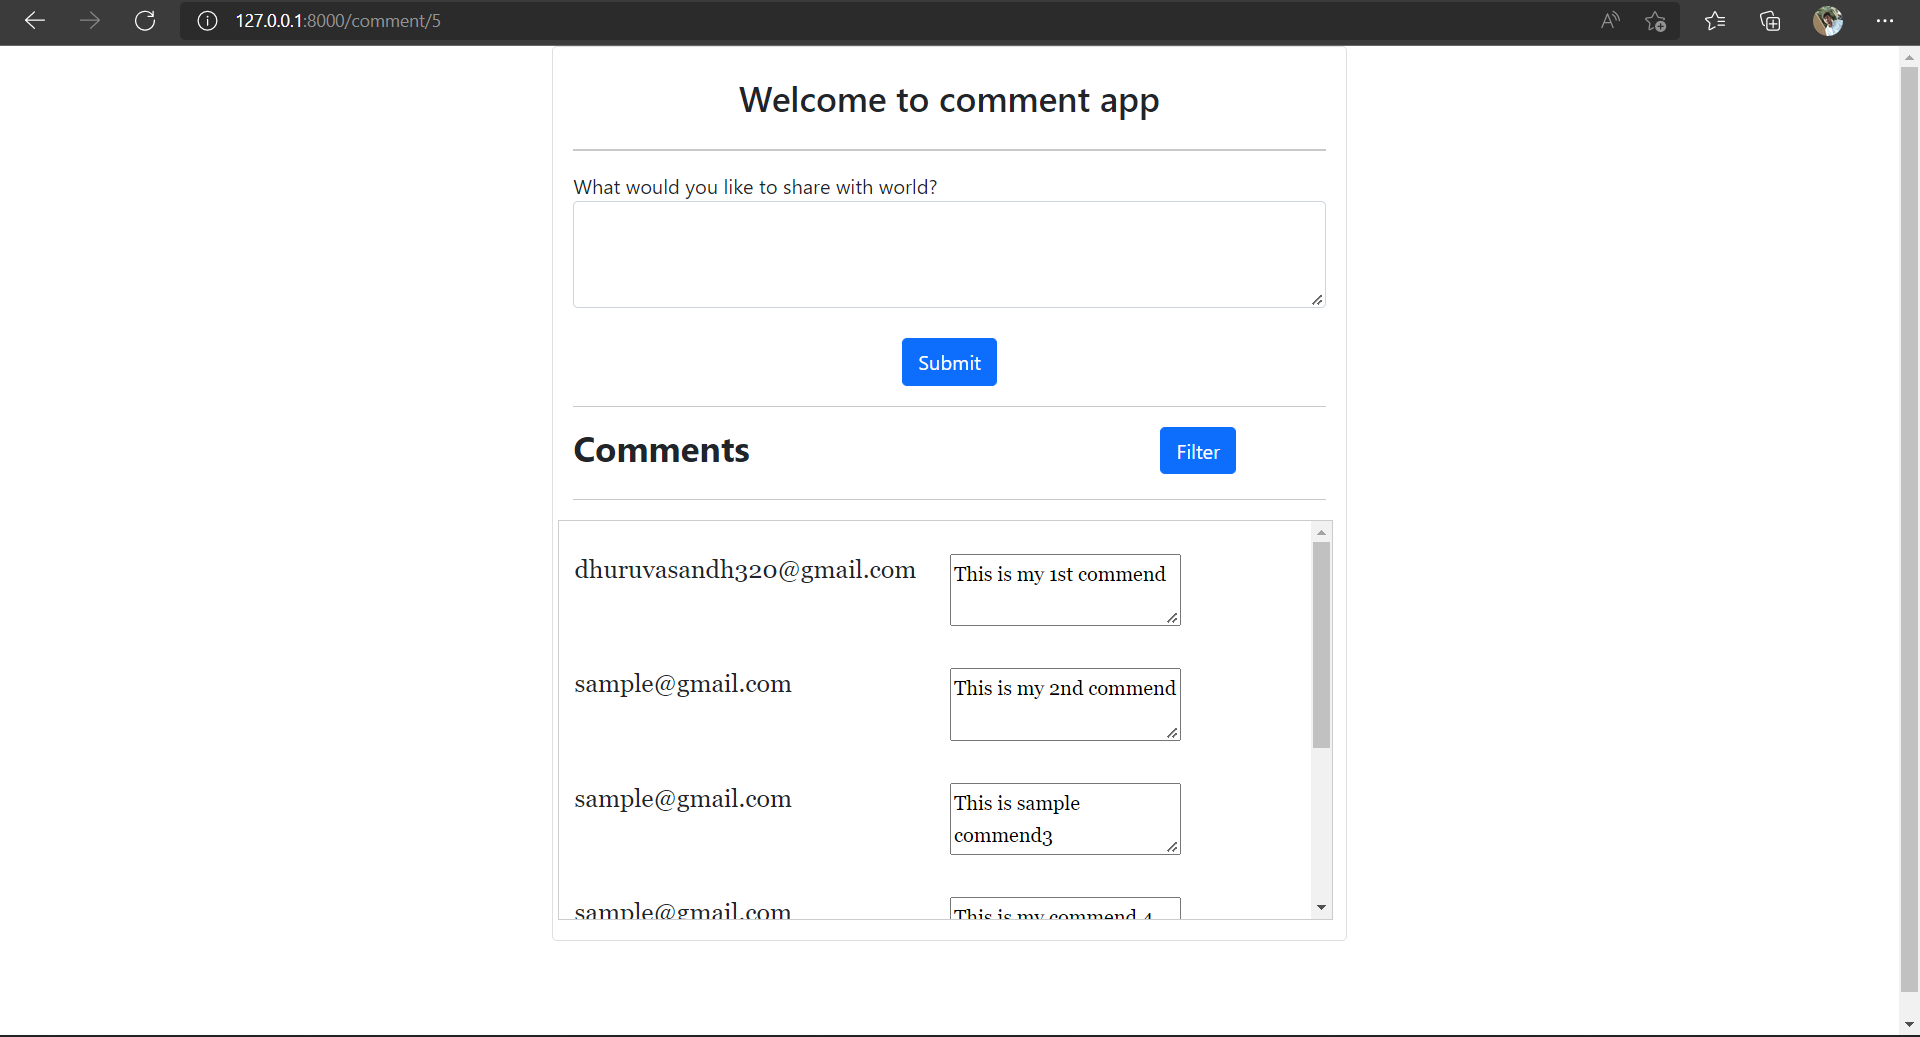 127.0.0.1:8000/comment/5
Welcome to comment app
What would you like to share with world?
Submit
Comments
Filter
dhuruvasandh320@gmail.com
This is my 1st commend
sample@gmail.com
This is my 2nd commend
sample@gmail.com
This is sample
commend3
sample@gmail.com
This is my commend 4